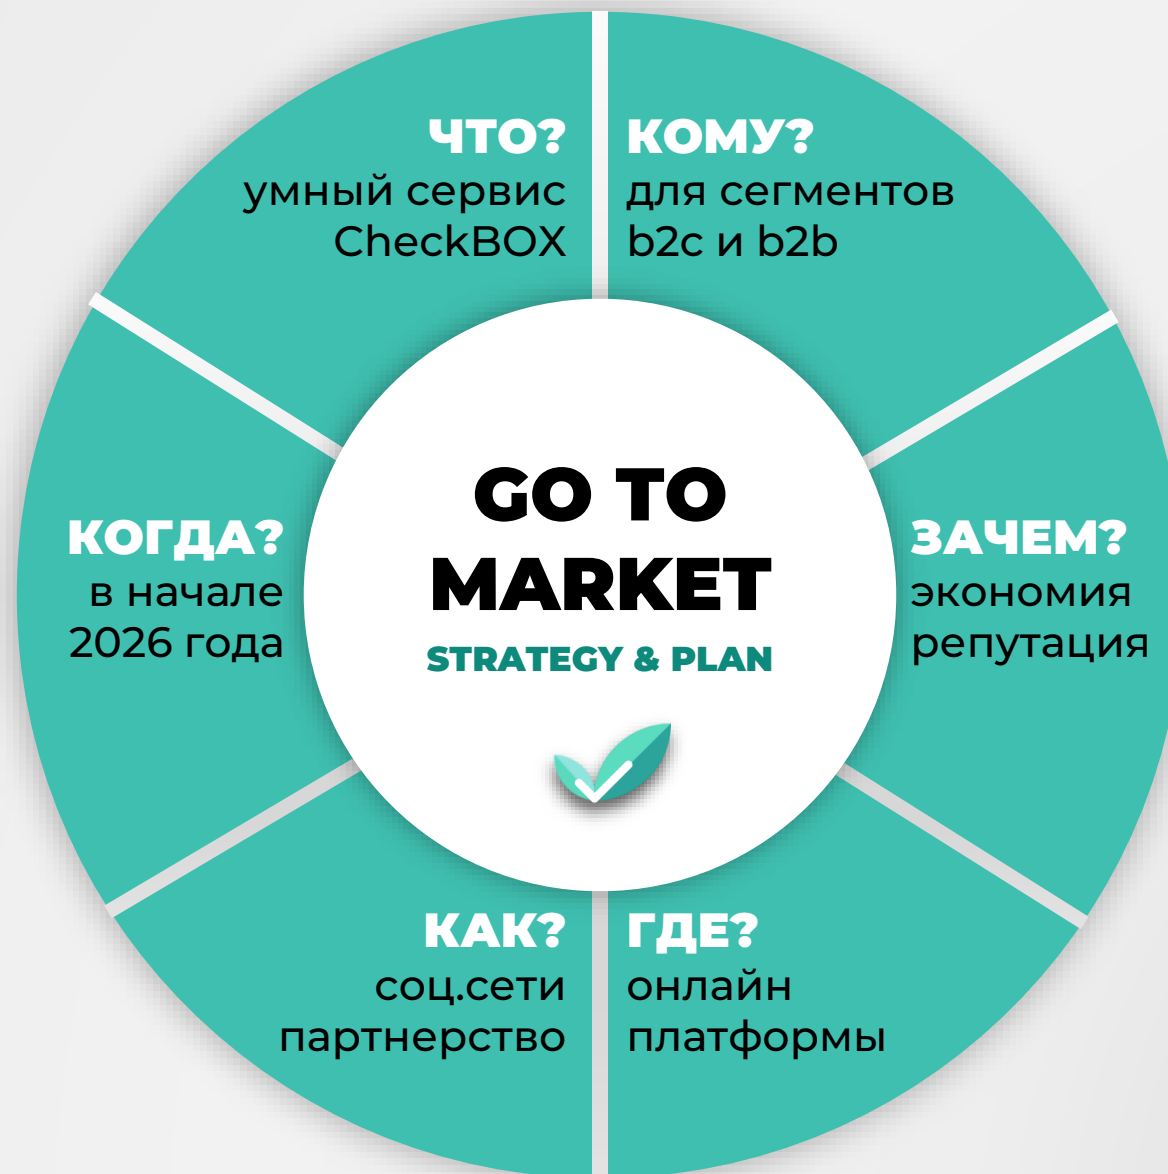 ЧТО?
умный сервис
CheckBOX
КОМУ?
для сегментов
b2c и b2b
КОГДА?
в начале
2026 года
GO TO
MARKET
STRATEGY & PLAN
ЗАЧЕМ?
экономия
репутация
КАК?
соц.сети
партнерство
ГДЕ?
онлайн
платформы